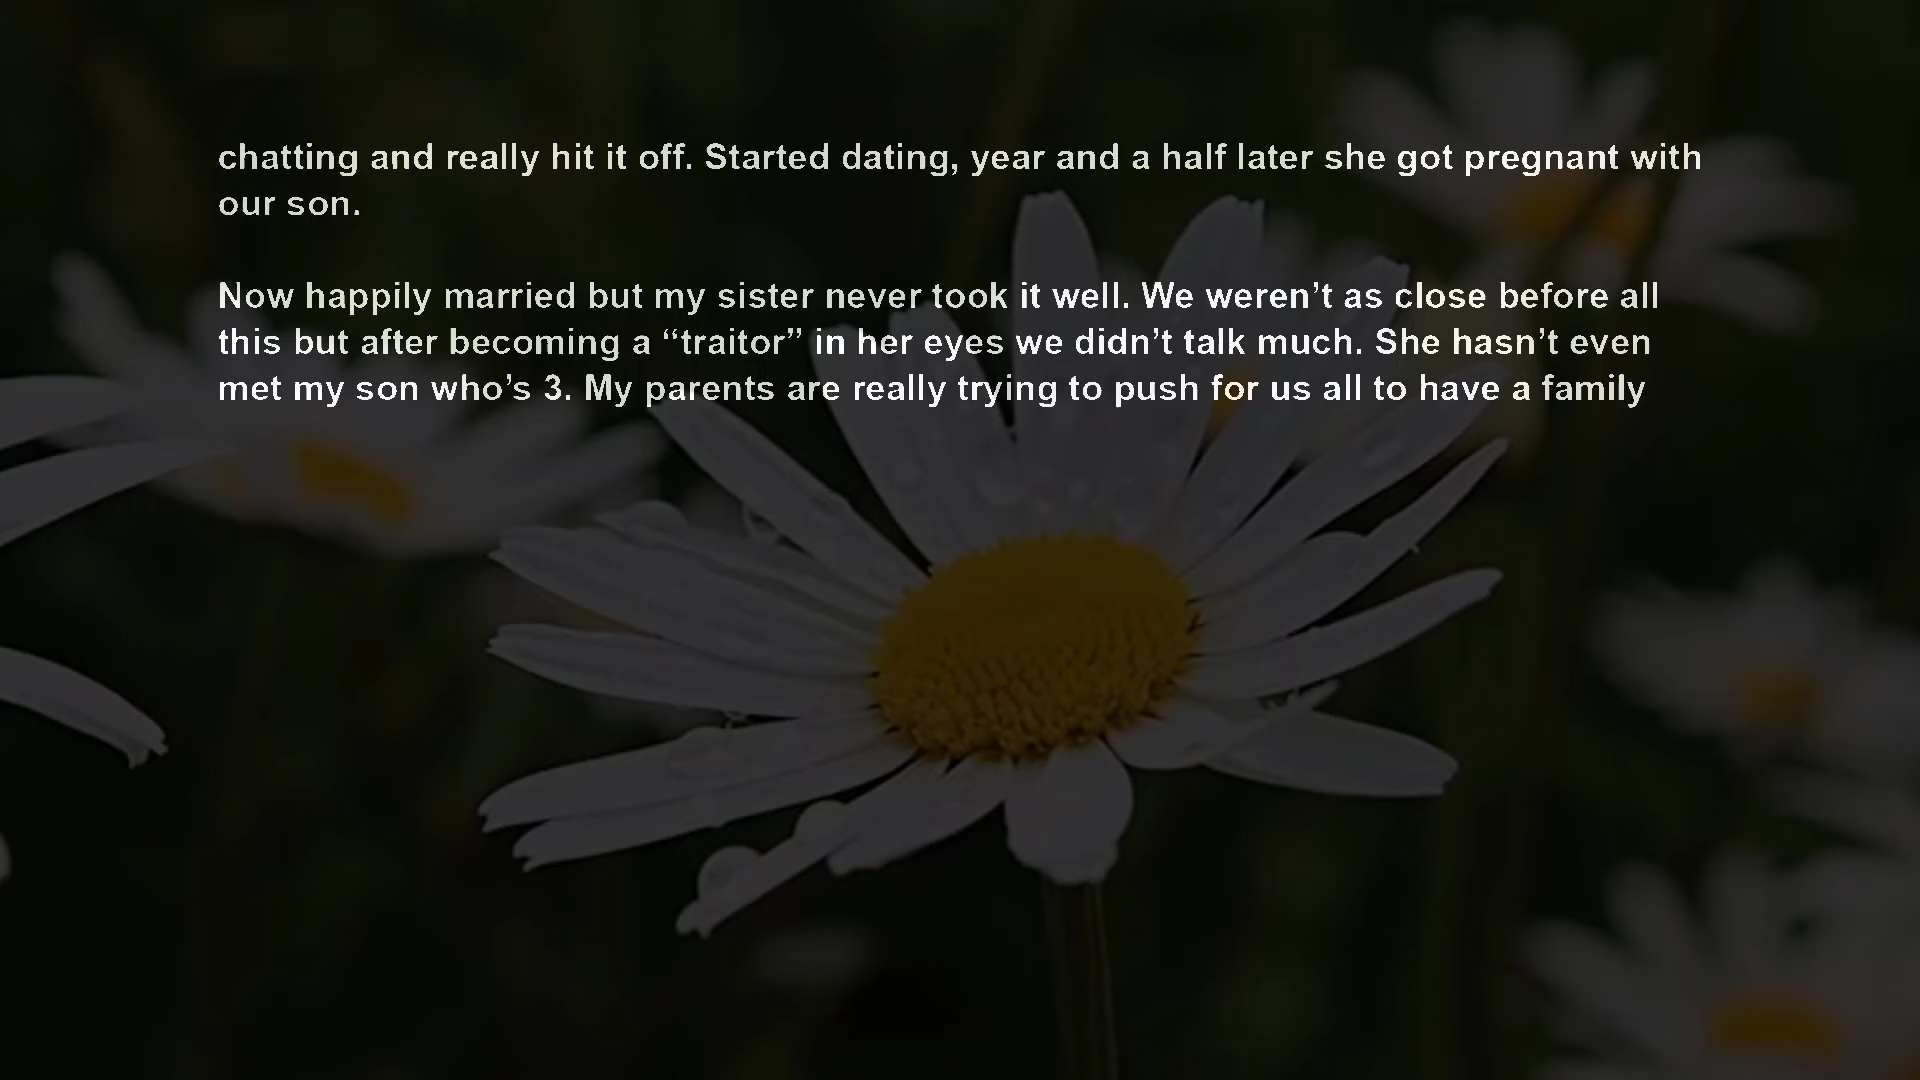 chatting and really hit it off. Started dating, year and a half later she got pregnant with
our son.
Now happily married but my sister never took it well. We weren’t as close before all
this but after becoming a “traitor” in her eyes we didn’t talk much. She hasn’t even
met my son who’s 3. My parents are really trying to push for us all to have a family